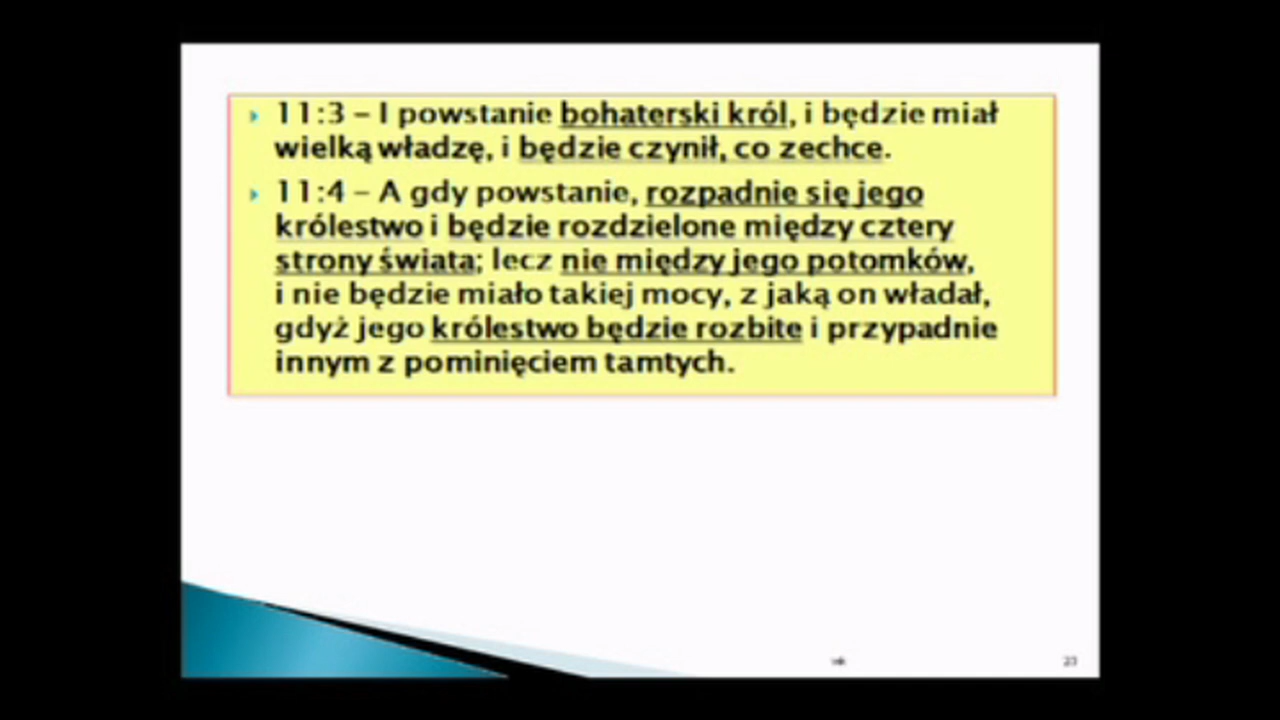 11:3 – I powstanie bohaterski król, i będzie miał
wielką władzę, i będzie czynił, co zechce.
11:4 – A gdy powstanie, rozpadnie się jego
królestwo i będzie rozdzielone między cztery
strony świata; lecz nie między jego potomków,
i nie będzie miało takiej mocy, z jaką on władał,
gdyż jego królestwo będzie rozbite i przypadnie
innym z pominięciem tamtych.
23